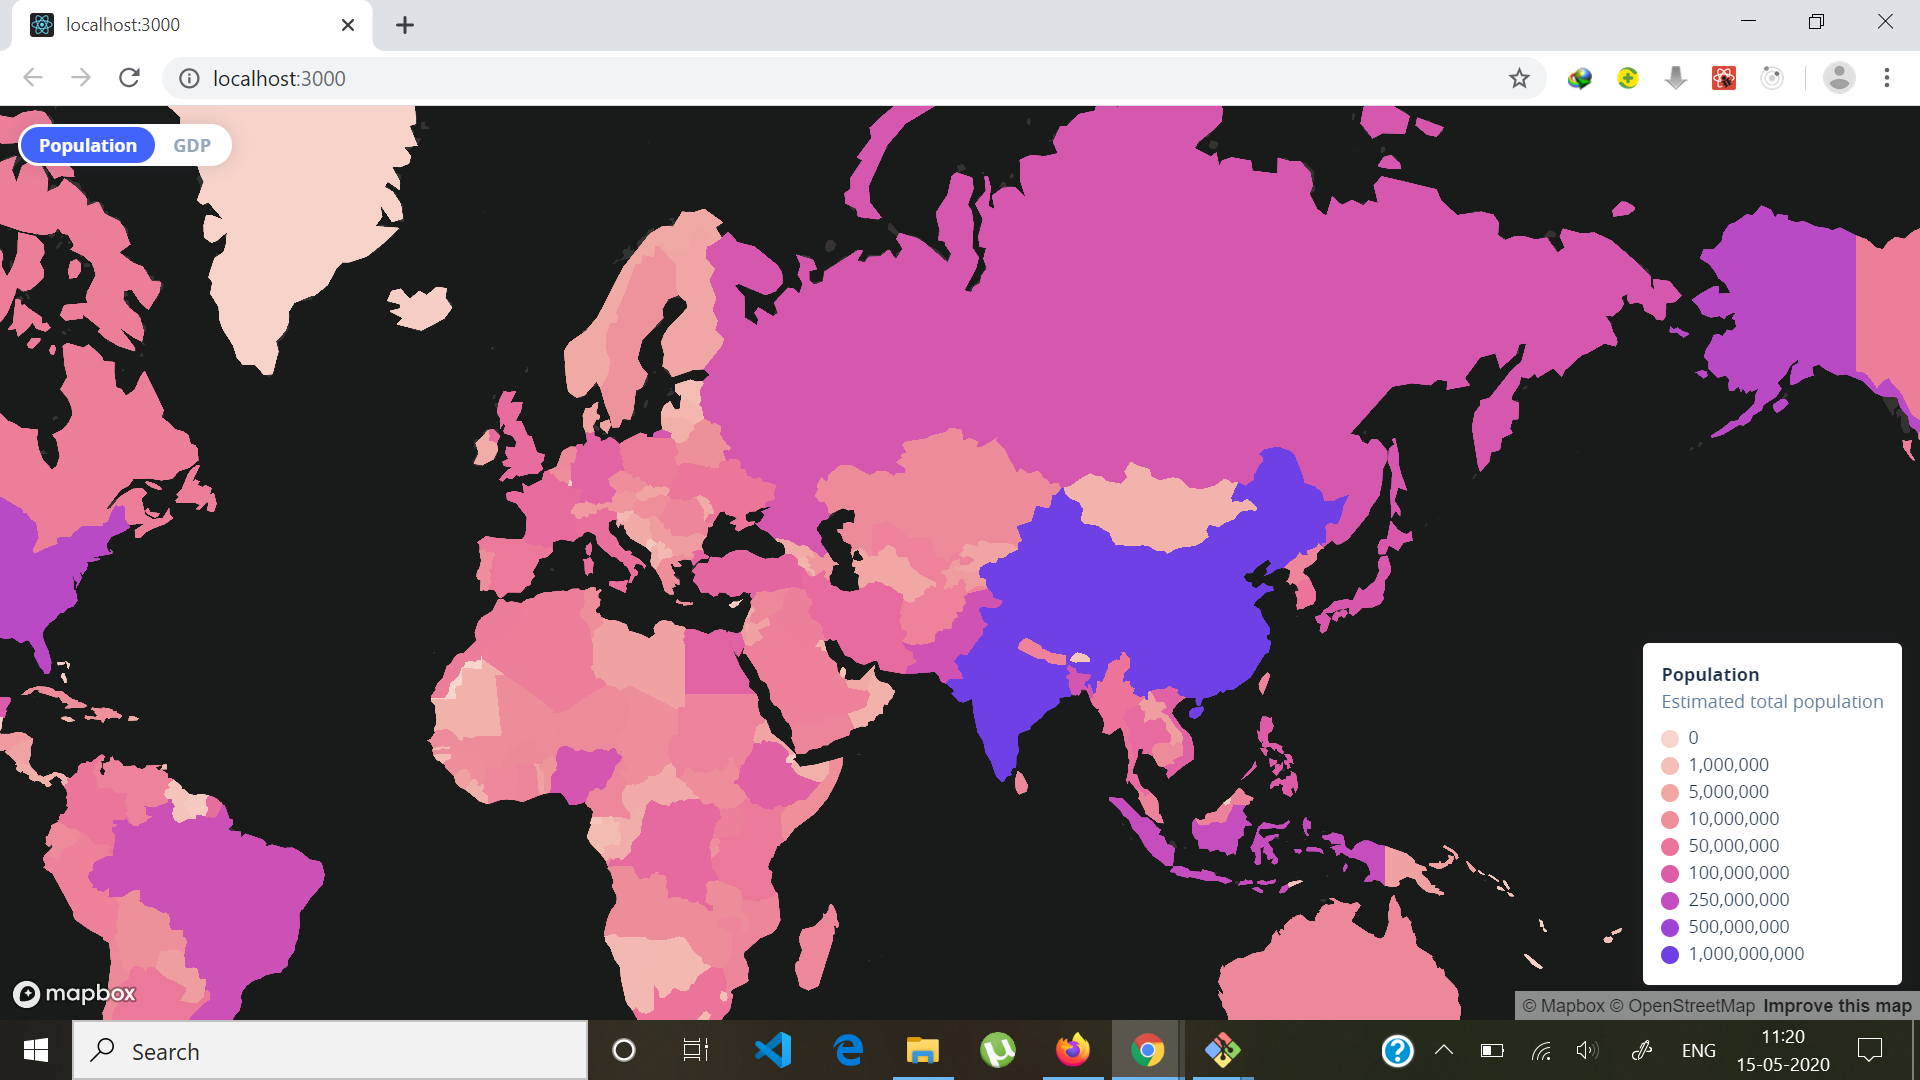 localhost:3000
localhost:3000
Population GDP
Population
Estimated total population
0
1,000,000
5,000,000
10,000,000
50,000,000
100,000,000
250,000,000
500,000,000
1,000,000,000
mapbox
© Mapbox © OpenStreetMap Improve this map
Search
ENG
11:20
15-05-2020